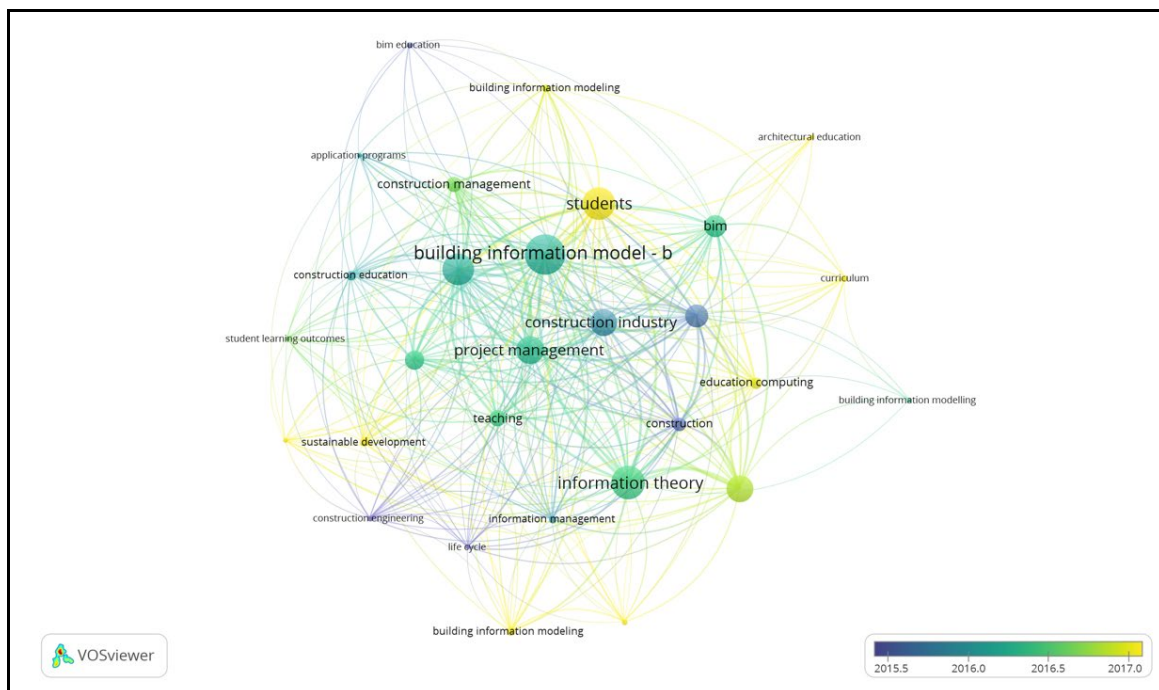 bim education
building information modeling
architectural education
application programs
construction management
students
bim
building information model - b
construction education
curriculum
construction industry
student learning outcomes
project management
education computing
building information modelling
teaching
construction
sustainable development
information theory
construction engineering
information management
life cycle
building information modeling
VOSviewer
2015.5 2016.0 2016.5 2017.0